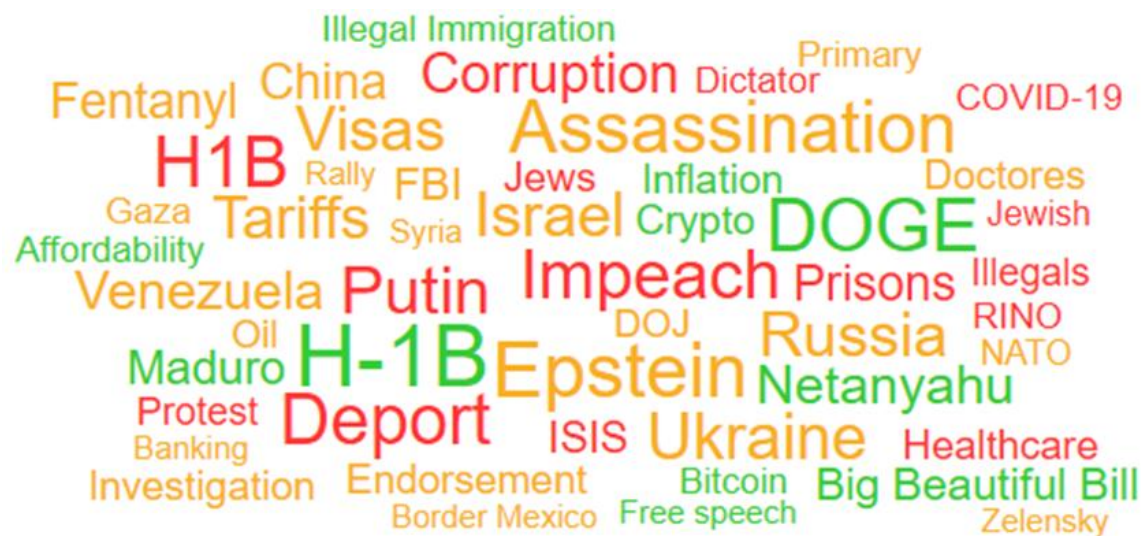 Illegal Immigration
Primary
China
Corruption
Dictator
Fentanyl
COVID-19
Visas
Assassination
H1B
Rally
FBI
Jews
Inflation
Doctores
Gaza
Tariffs
Syria
Israel
Crypto
DOGE
Jewish
Affordability
Venezuela
Putin
Impeach
Prisons
Illegals
Oil
DOJ
Russia
RINO
NATO
Maduro
H-1B
Epstein
Netanyahu
Protest
Deport
ISIS
Ukraine
Healthcare
Banking
Investigation
Endorsement
Bitcoin
Big Beautiful Bill
Border Mexico
Free speech
Zelensky